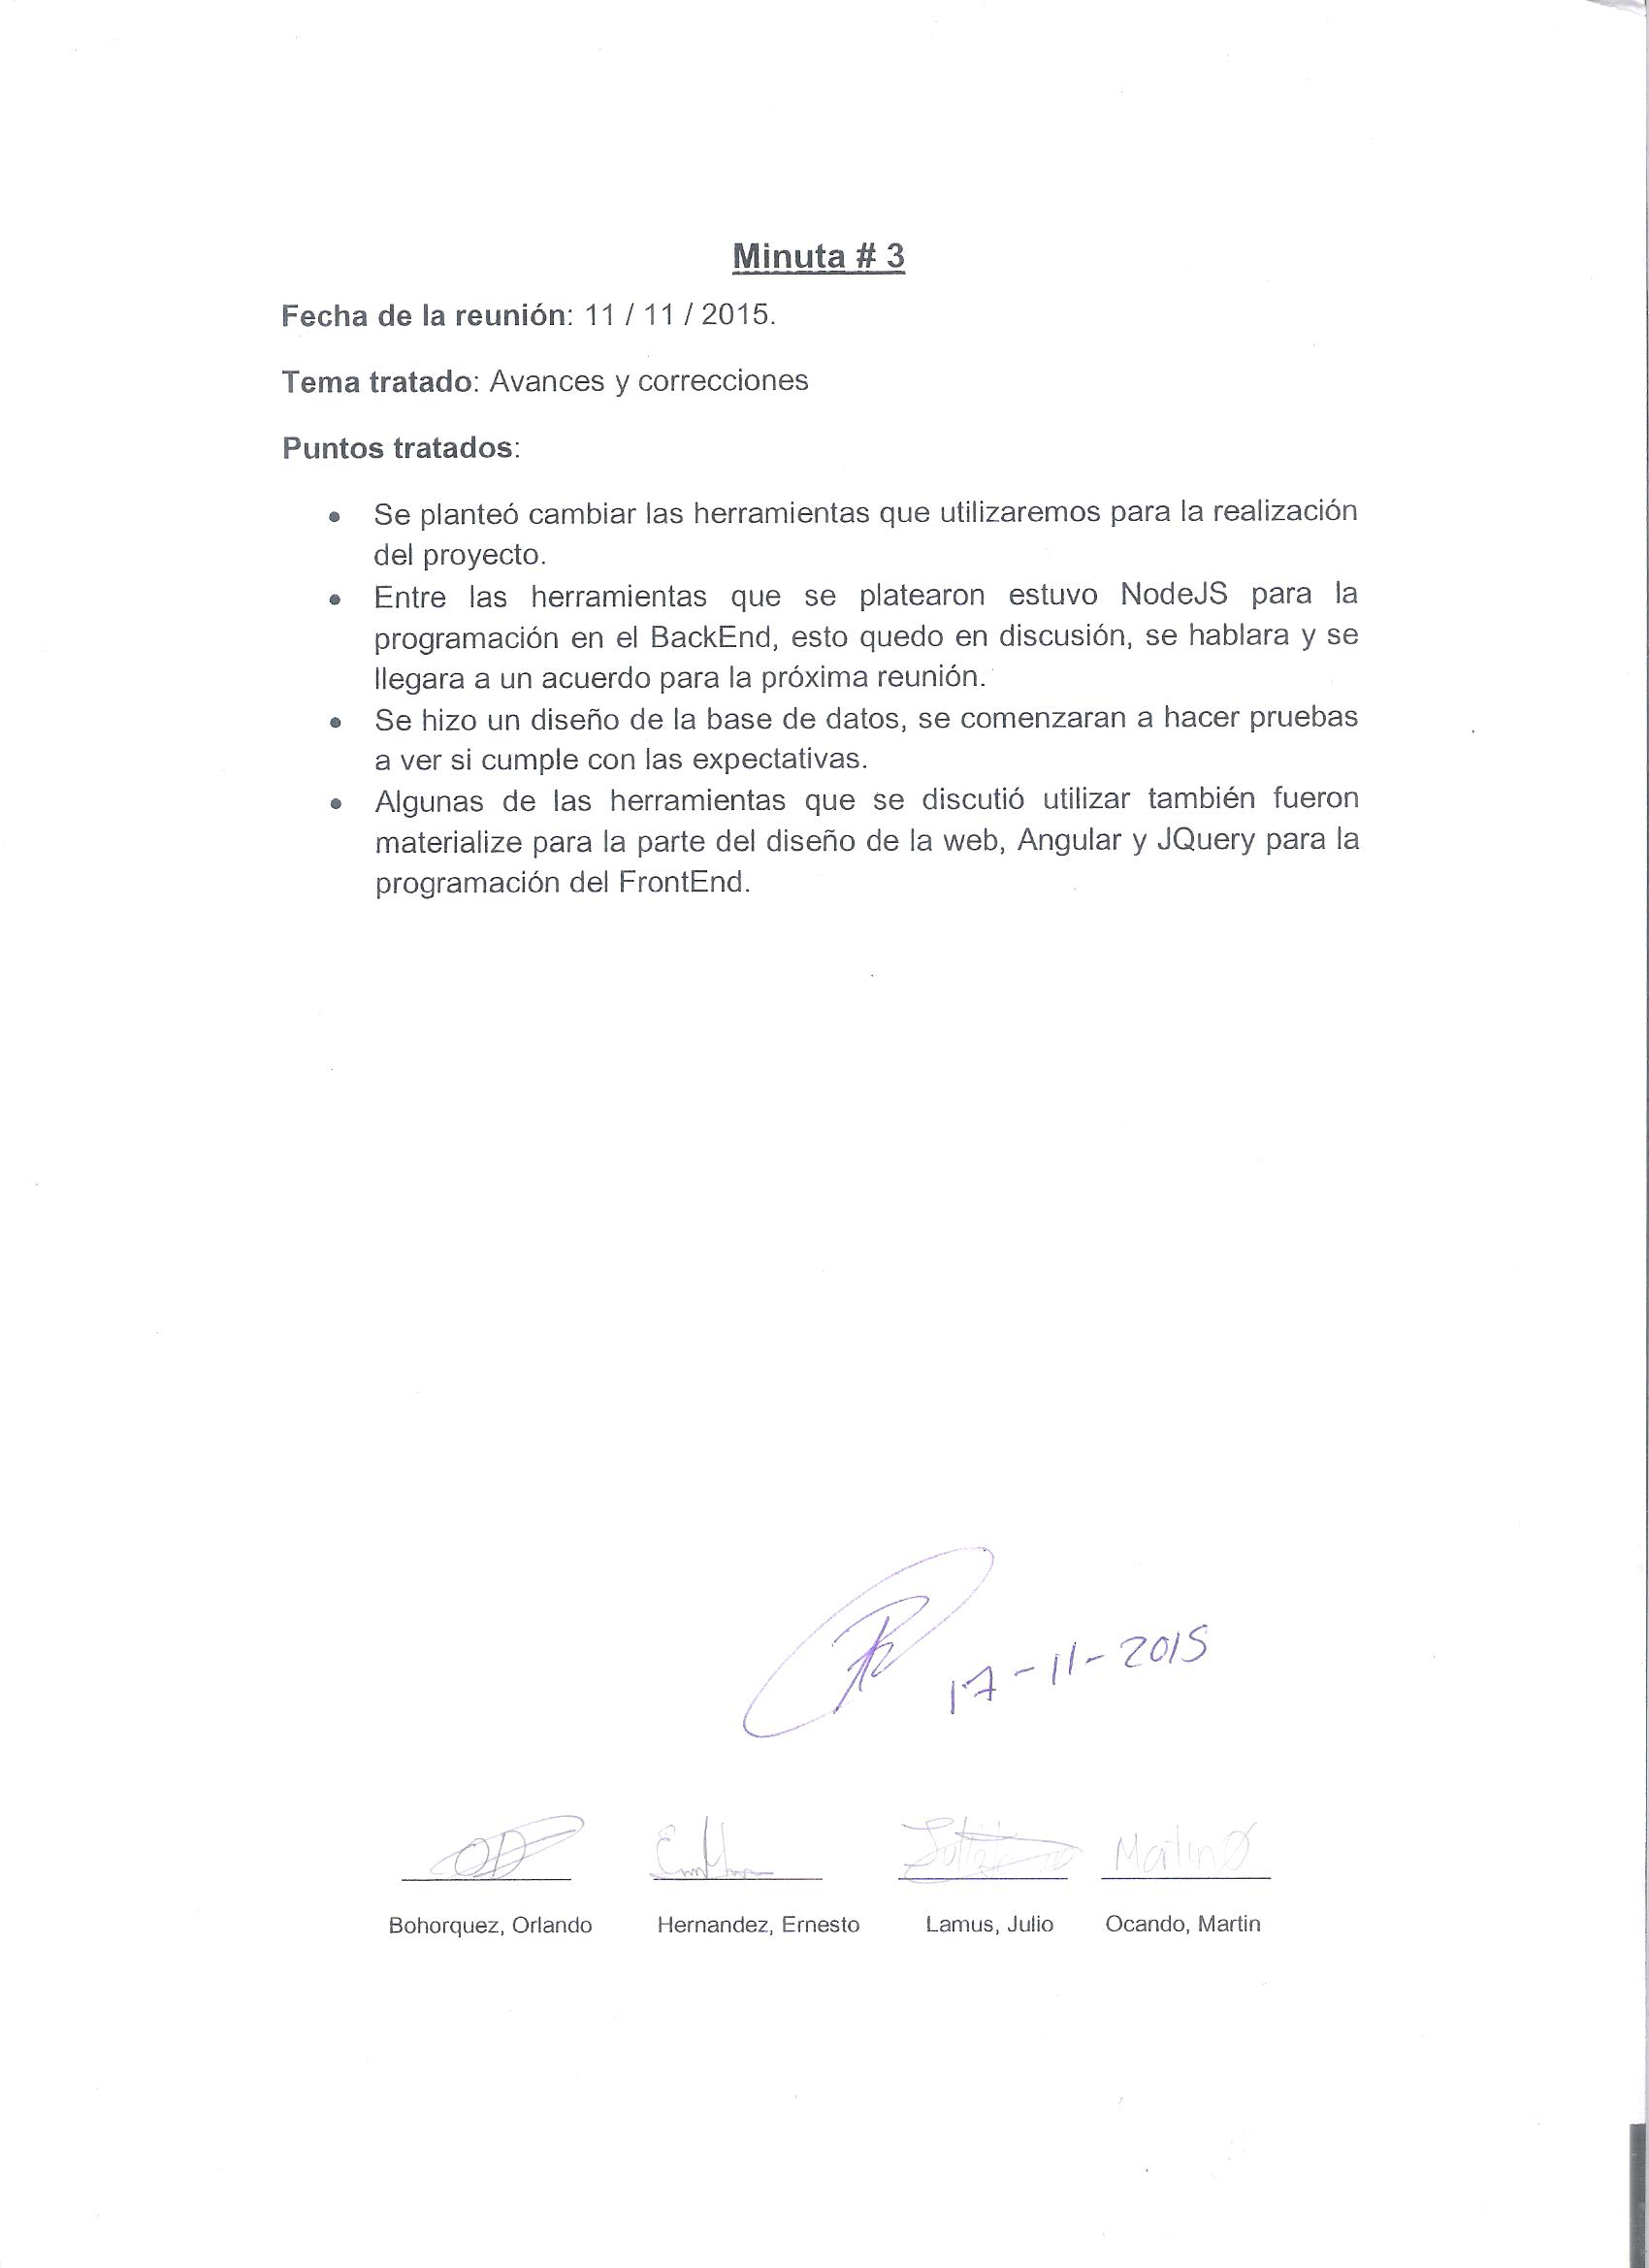 Minuta # 3
Fecha de la reunión: 11 / 11 / 2015.
Tema tratado: Avances y correcciones
Puntos tratados:
• Se planteó cambiar las herramientas que utilizaremos para la realización
del proyecto.
• Entre las herramientas que se platearon estuvo NodeJS para la
programación en el BackEnd, esto quedo en discusión, se hablara y se
llegara a un acuerdo para la próxima reunión.
• Se hizo un diseño de la base de datos, se comenzaran a hacer pruebas
a ver si cumple con las expectativas.
• Algunas de las herramientas que se discutió utilizar también fueron
materialize para la parte del diseño de la web, Angular y JQuery para la
programación del FrontEnd.
17-11-2015
Martin O
Bohorquez, Orlando Hernandez, Ernesto Lamus, Julio Ocando, Martin